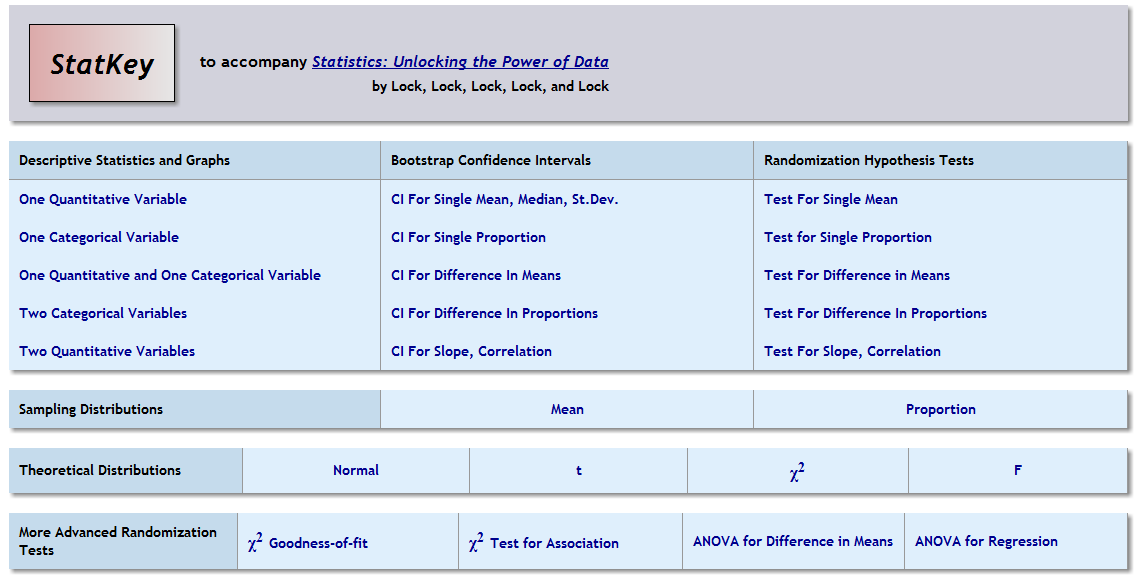 StatKey
to accompany Statistics: Unlocking the Power of Data
by Lock, Lock, Lock, Lock, and Lock
Descriptive Statistics and Graphs
Bootstrap Confidence Intervals
Randomization Hypothesis Tests
One Quantitative Variable
CI For Single Mean, Median, St.Dev.
Test For Single Mean
One Categorical Variable
CI For Single Proportion
Test for Single Proportion
One Quantitative and One Categorical Variable
CI For Difference In Means
Test For Difference in Means
Two Categorical Variables
CI For Difference In Proportions
Test For Difference In Proportions
Two Quantitative Variables
CI For Slope, Correlation
Test For Slope, Correlation
Sampling Distributions
Mean
Proportion
Theoretical Distributions
Normal
t
χ²
F
More Advanced Randomization
Tests
χ² Goodness-of-fit
χ² Test for Association
ANOVA for Difference in Means
ANOVA for Regression